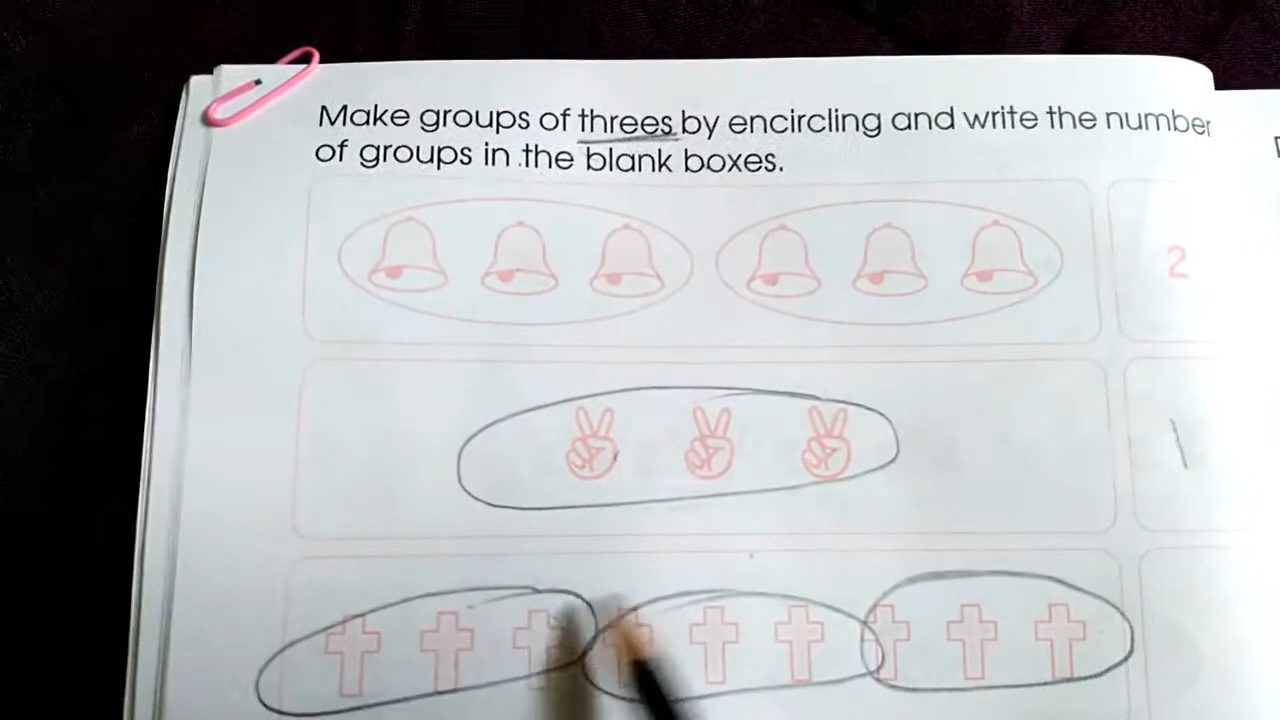 Make groups of threes by encircling and write the number
of groups in the blank boxes.
2
1